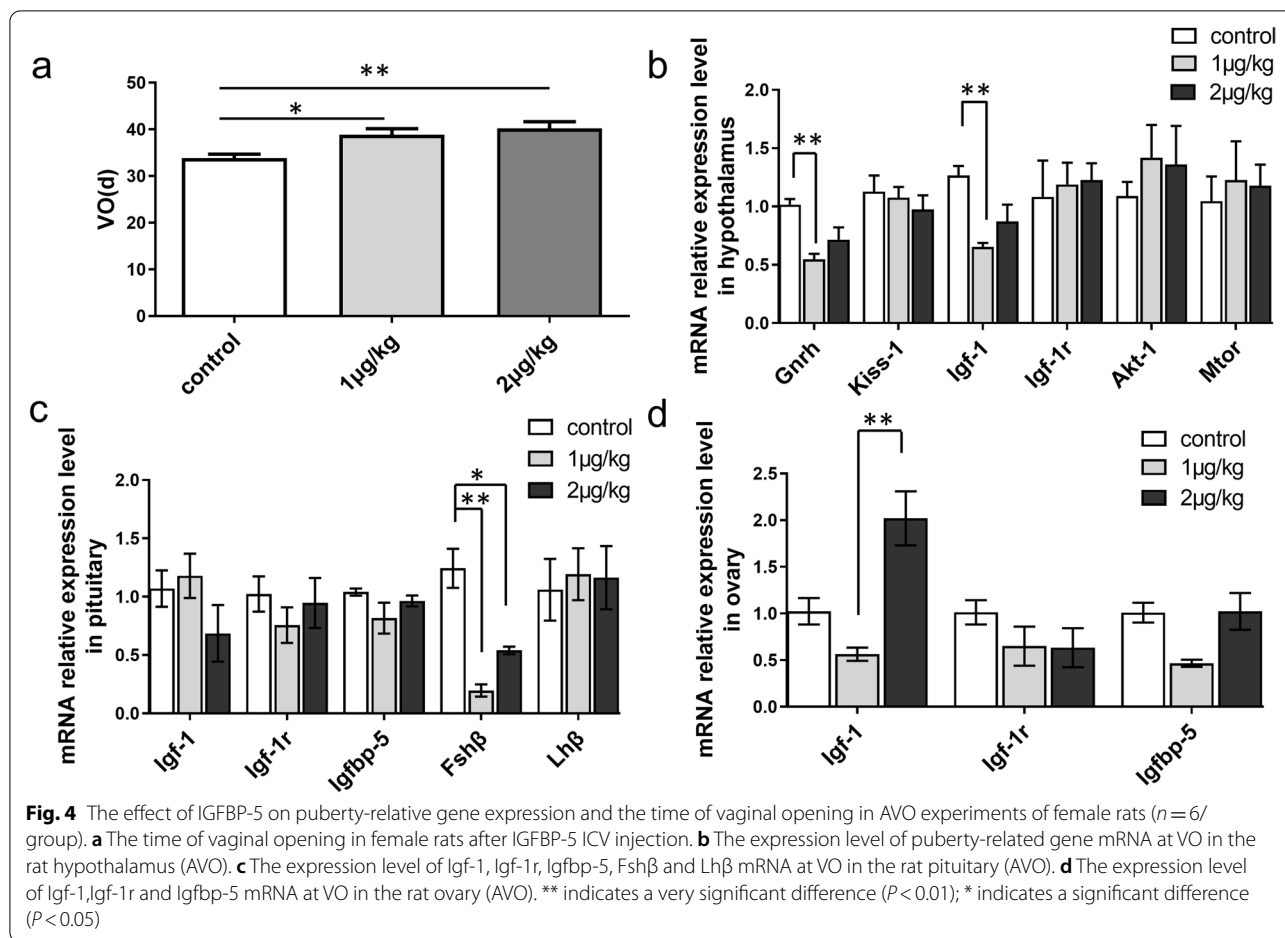 a
**
*
50
40
30
20
10
0
VO(d)
control
1µg/kg
2µg/kg
b
control
1µg/kg
2µg/kg
**
**
2.0
1.5
1.0
0.5
0.0
mRNA relative expression level
in hypothalamus
Gnrh
Kiss-1
Igf-1
Igf-1r
Akt-1
Mtor
c
control
1µg/kg
2µg/kg
*
**
2.0
1.5
1.0
0.5
0.0
mRNA relative expression level
in pituitary
Igf-1
Igf-1r
Igfbp-5
Fshβ
Lhβ
d
control
1µg/kg
2µg/kg
**
2.5
2.0
1.5
1.0
0.5
0.0
mRNA relative expression level
in ovary
Igf-1
Igf-1r
Igfbp-5
Fig. 4 The effect of IGFBP-5 on puberty-relative gene expression and the time of vaginal opening in AVO experiments of female rats (n = 6/
group). a The time of vaginal opening in female rats after IGFBP-5 ICV injection. b The expression level of puberty-related gene mRNA at VO in the
rat hypothalamus (AVO). c The expression level of Igf-1, Igf-1r, Igfbp-5, Fshβ and Lhβ mRNA at VO in the rat pituitary (AVO). d The expression level
of Igf-1,Igf-1r and Igfbp-5 mRNA at VO in the rat ovary (AVO). ** indicates a very significant difference (P < 0.01); * indicates a significant difference
(P < 0.05)